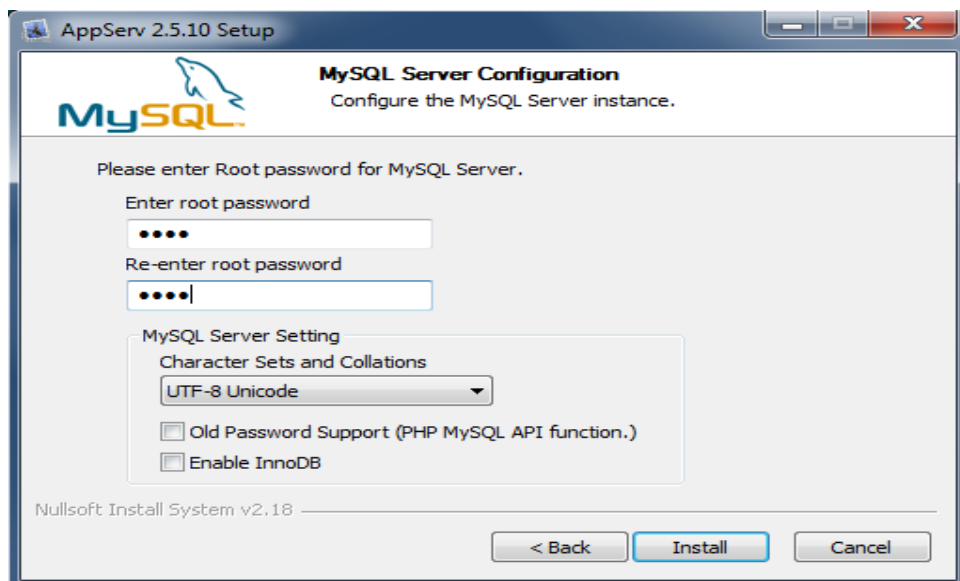 AppServ 2.5.10 Setup
MySQL
MySQL Server Configuration
Configure the MySQL Server instance.
Please enter Root password for MySQL Server.
Enter root password
••••
Re-enter root password
••••
MySQL Server Setting
Character Sets and Collations
UTF-8 Unicode
Old Password Support (PHP MySQL API function.)
Enable InnoDB
Nullsoft Install System v2.18
< Back
Install
Cancel